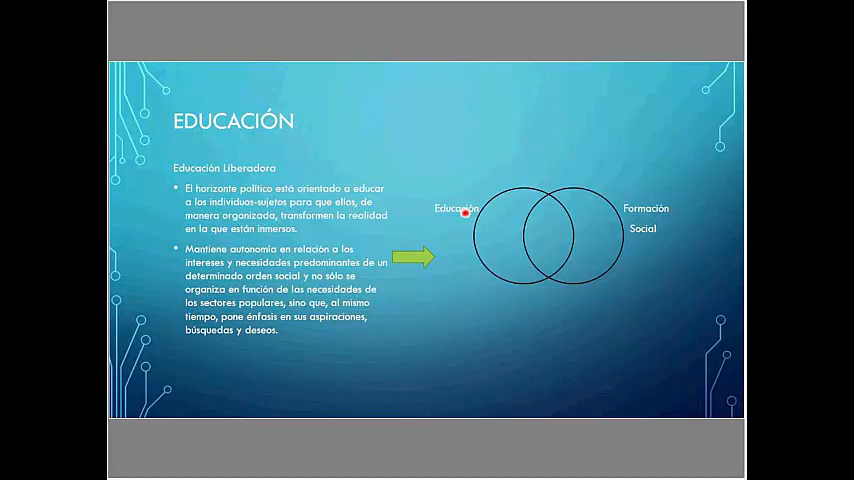 EDUCACIÓN
Educación Liberadora
• El horizonte político está orientado a educar
a los individuos-sujetos para que ellos, de
manera organizada, transformen la realidad
en la que están inmersos.
• Mantiene autonomía en relación a los
intereses y necesidades predominantes de un
determinado orden social y no sólo se
organiza en función de las necesidades de
los sectores populares, sino que, al mismo
tiempo, pone énfasis en sus aspiraciones,
búsquedas y deseos.
Educación
Formación
Social